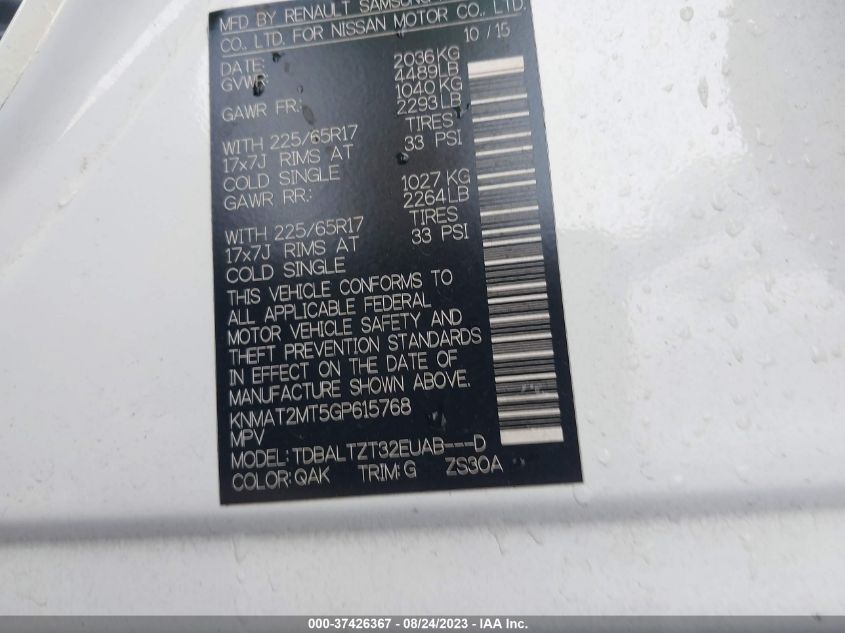 MFD BY RENAULT SAMSUNG
CO. LTD. FOR NISSAN MOTOR CO. LTD.
DATE: 10/15
GVWR: 2036KG
4489LB
GAWR FR: 1040 KG
2293LB
WITH 225/65R17 TIRES
17x7J RIMS AT 33 PSI
COLD SINGLE
GAWR RR: 1027 KG
2264LB
WITH 225/65R17 TIRES
17x7J RIMS AT 33 PSI
COLD SINGLE
THIS VEHICLE CONFORMS TO
ALL APPLICABLE FEDERAL
MOTOR VEHICLE SAFETY AND
THEFT PREVENTION STANDARDS
IN EFFECT ON THE DATE OF
MANUFACTURE SHOWN ABOVE.
KNMAT2MT5GP615768
MPV
MODEL: TDBALTZT32EUAB---D
COLOR: QAK TRIM: G ZS30A
000-37426367 - 08/24/2023 - IAA Inc.